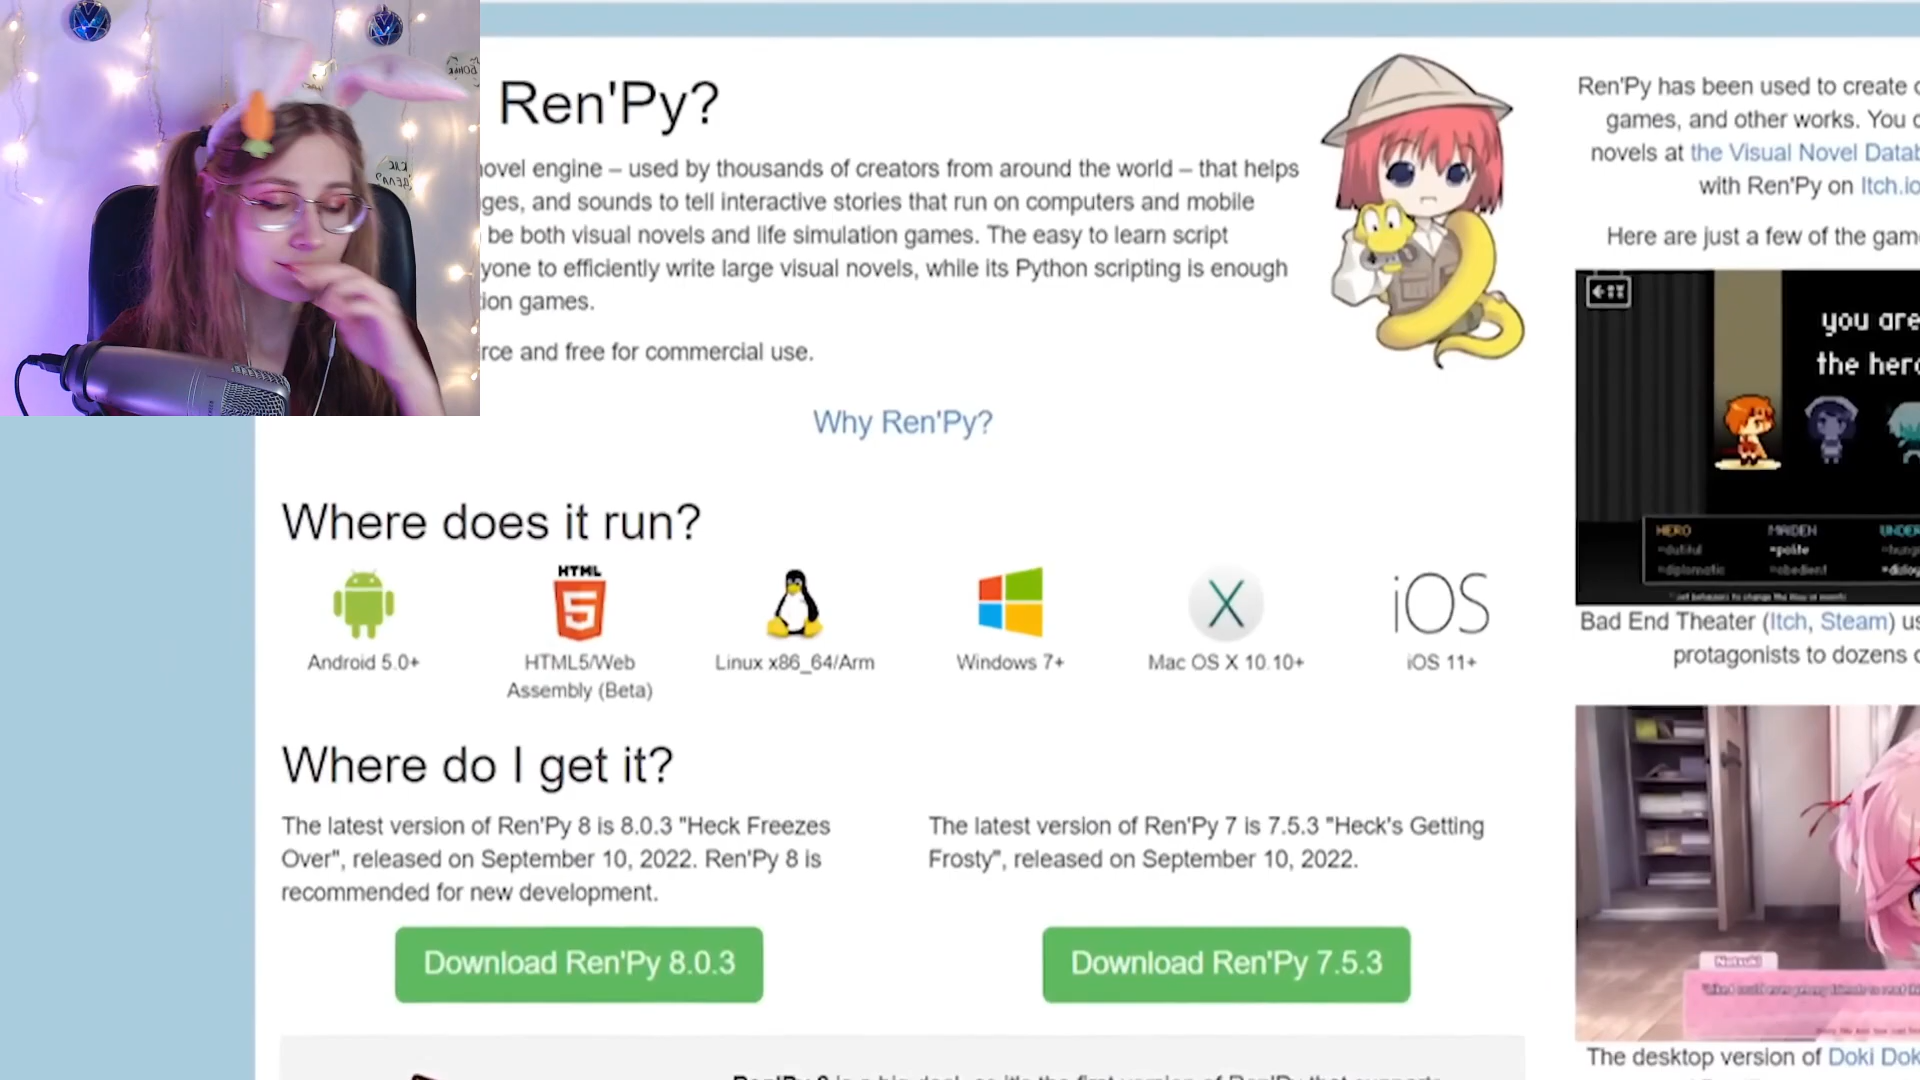 Ren'Py?
ovel engine – used by thousands of creators from around the world – that helps
ges, and sounds to tell interactive stories that run on computers and mobile
be both visual novels and life simulation games. The easy to learn script
yone to efficiently write large visual novels, while its Python scripting is enough
ion games.
rce and free for commercial use.
Why Ren'Py?
Where does it run?
HTML
5
iOS
Android 5.0+
HTML5/Web
Assembly (Beta)
Linux x86_64/Arm
Windows 7+
Mac OS X 10.10+
iOS 11+
Where do I get it?
The latest version of Ren'Py 8 is 8.0.3 "Heck Freezes
Over", released on September 10, 2022. Ren'Py 8 is
recommended for new development.
Download Ren'Py 8.0.3
The latest version of Ren'Py 7 is 7.5.3 "Heck's Getting
Frosty", released on September 10, 2022.
Download Ren'Py 7.5.3
Ren'Py has been used to create
games, and other works. You
novels at the Visual Novel Datab
with Ren'Py on Itch.io
Here are just a few of the game
you are
the hero
HERO
MAIDEN
UNDER
dutiful
polite
diplomatic
obedient
Bad End Theater (Itch, Steam) us
protagonists to dozens
Natsuki
The desktop version of Doki Dok